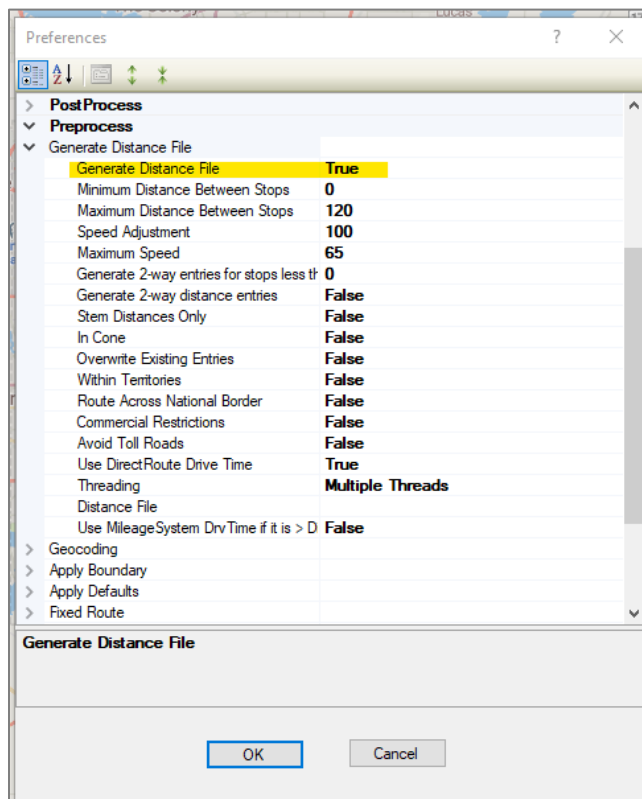 Lucas
Preferences ?
PostProcess
Preprocess
Generate Distance File
Generate Distance File True
Minimum Distance Between Stops 0
Maximum Distance Between Stops 120
Speed Adjustment 100
Maximum Speed 65
Generate 2-way entries for stops less th 0
Generate 2-way distance entries False
Stem Distances Only False
In Cone False
Overwrite Existing Entries False
Within Territories False
Route Across National Border False
Commercial Restrictions False
Avoid Toll Roads False
Use DirectRoute Drive Time True
Threading Multiple Threads
Distance File
Use MileageSystem DrvTime if it is > D False
Geocoding
Apply Boundary
Apply Defaults
Fixed Route
Generate Distance File
OK Cancel